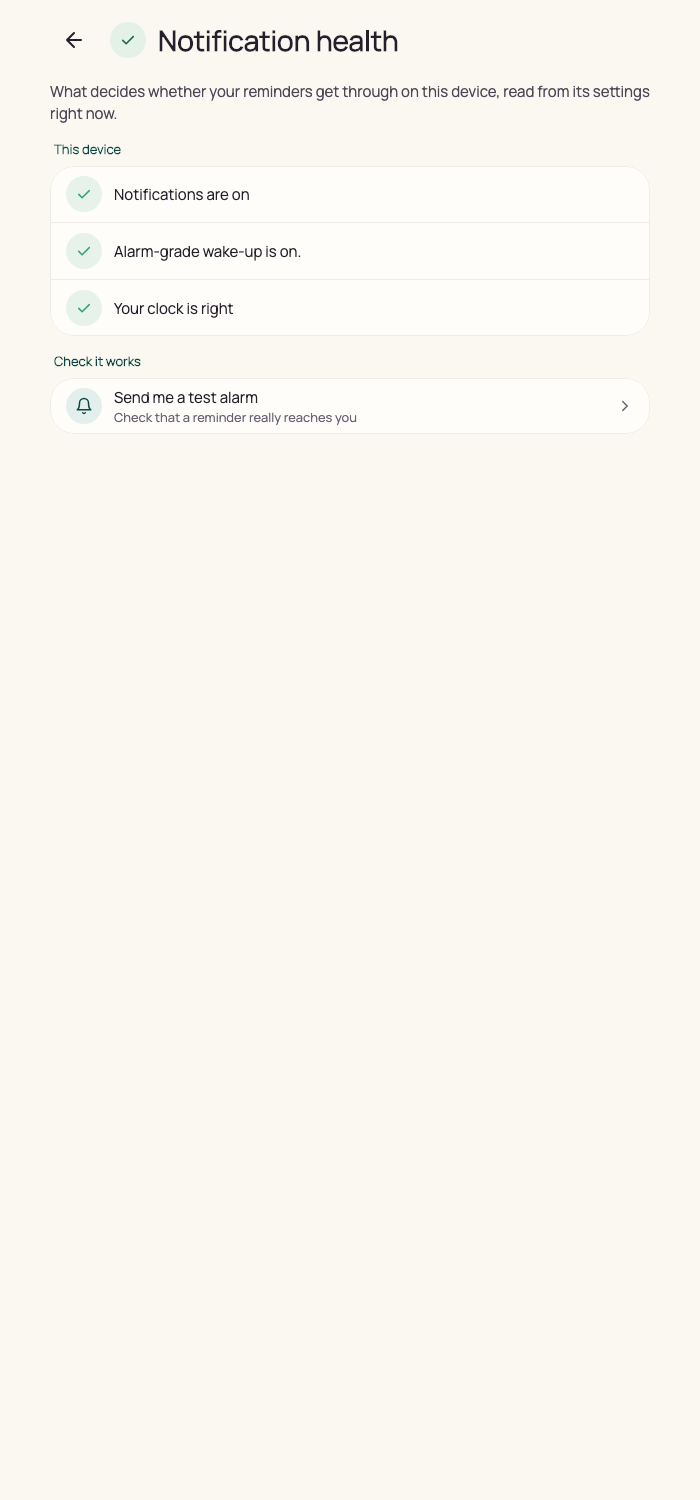 Notification health
What decides whether your reminders get through on this device, read from its settings
right now.
This device
Notifications are on
Alarm-grade wake-up is on.
Your clock is right
Check it works
Send me a test alarm
Check that a reminder really reaches you